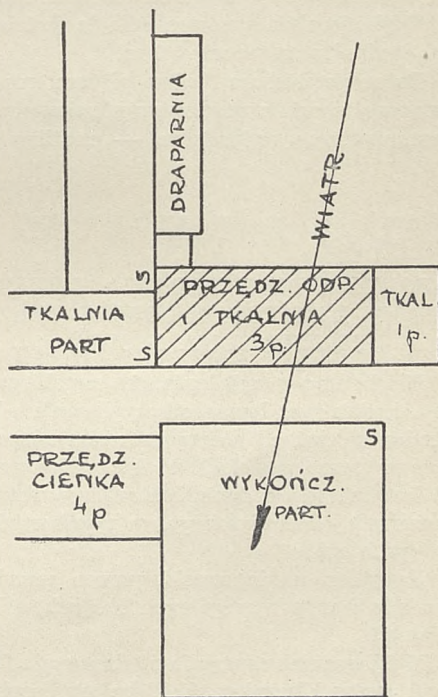 DRAPARNIA
WIATR
S
PRZĘDZ. ODP.
i TKALNIA
3p.
TKAL
1p.
TKALNIA
PART
S
PRZĘDZ.
CIENKA
4p
S
WYKOŃCZ.
PART.